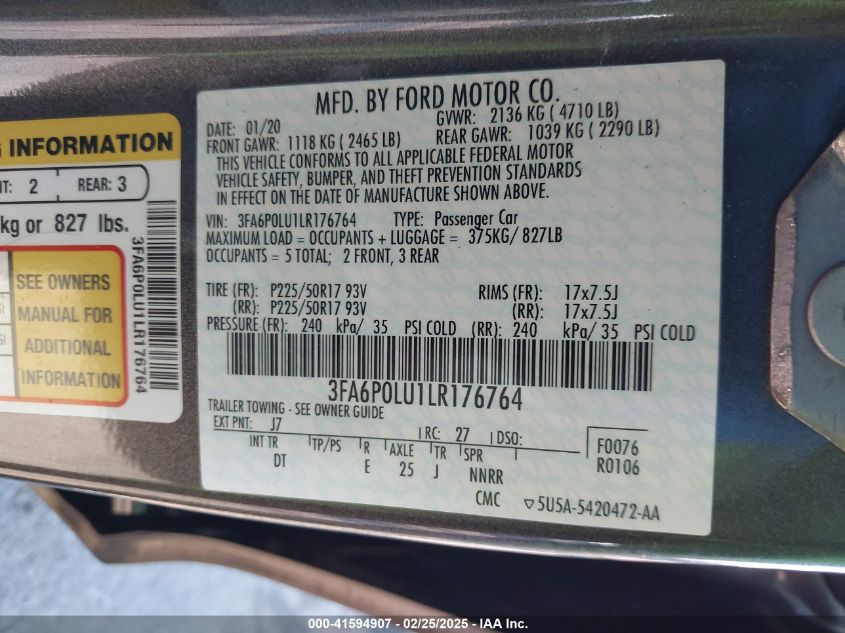 G INFORMATION
NT: 2 REAR: 3
kg or 827 lbs.
SEE OWNERS
MANUAL FOR
ADDITIONAL
INFORMATION
3FA6P0LU1LR176764
MFD. BY FORD MOTOR CO.
DATE: 01/20 GVWR: 2136 KG ( 4710 LB)
FRONT GAWR: 1118 KG ( 2465 LB) REAR GAWR: 1039 KG ( 2290 LB)
THIS VEHICLE CONFORMS TO ALL APPLICABLE FEDERAL MOTOR
VEHICLE SAFETY, BUMPER, AND THEFT PREVENTION STANDARDS
IN EFFECT ON THE DATE OF MANUFACTURE SHOWN ABOVE.
VIN: 3FA6P0LU1LR176764 TYPE: Passenger Car
MAXIMUM LOAD = OCCUPANTS + LUGGAGE = 375KG/ 827LB
OCCUPANTS = 5 TOTAL; 2 FRONT, 3 REAR
TIRE (FR): P225/50R17 93V RIMS (FR): 17x7.5J
(RR): P225/50R17 93V (RR): 17x7.5J
PRESSURE (FR): 240 kPa/ 35 PSI COLD (RR): 240 kPa/ 35 PSI COLD
3FA6P0LU1LR176764
TRAILER TOWING - SEE OWNER GUIDE
EXT PNT: J7 RC: 27 DSO: F0076
INT TR TP/PS R AXLE TR SPR R0106
DT E 25 J NNRR
CMC ▽5U5A-5420472-AA
000-41594907 - 02/25/2025 - IAAI Inc.